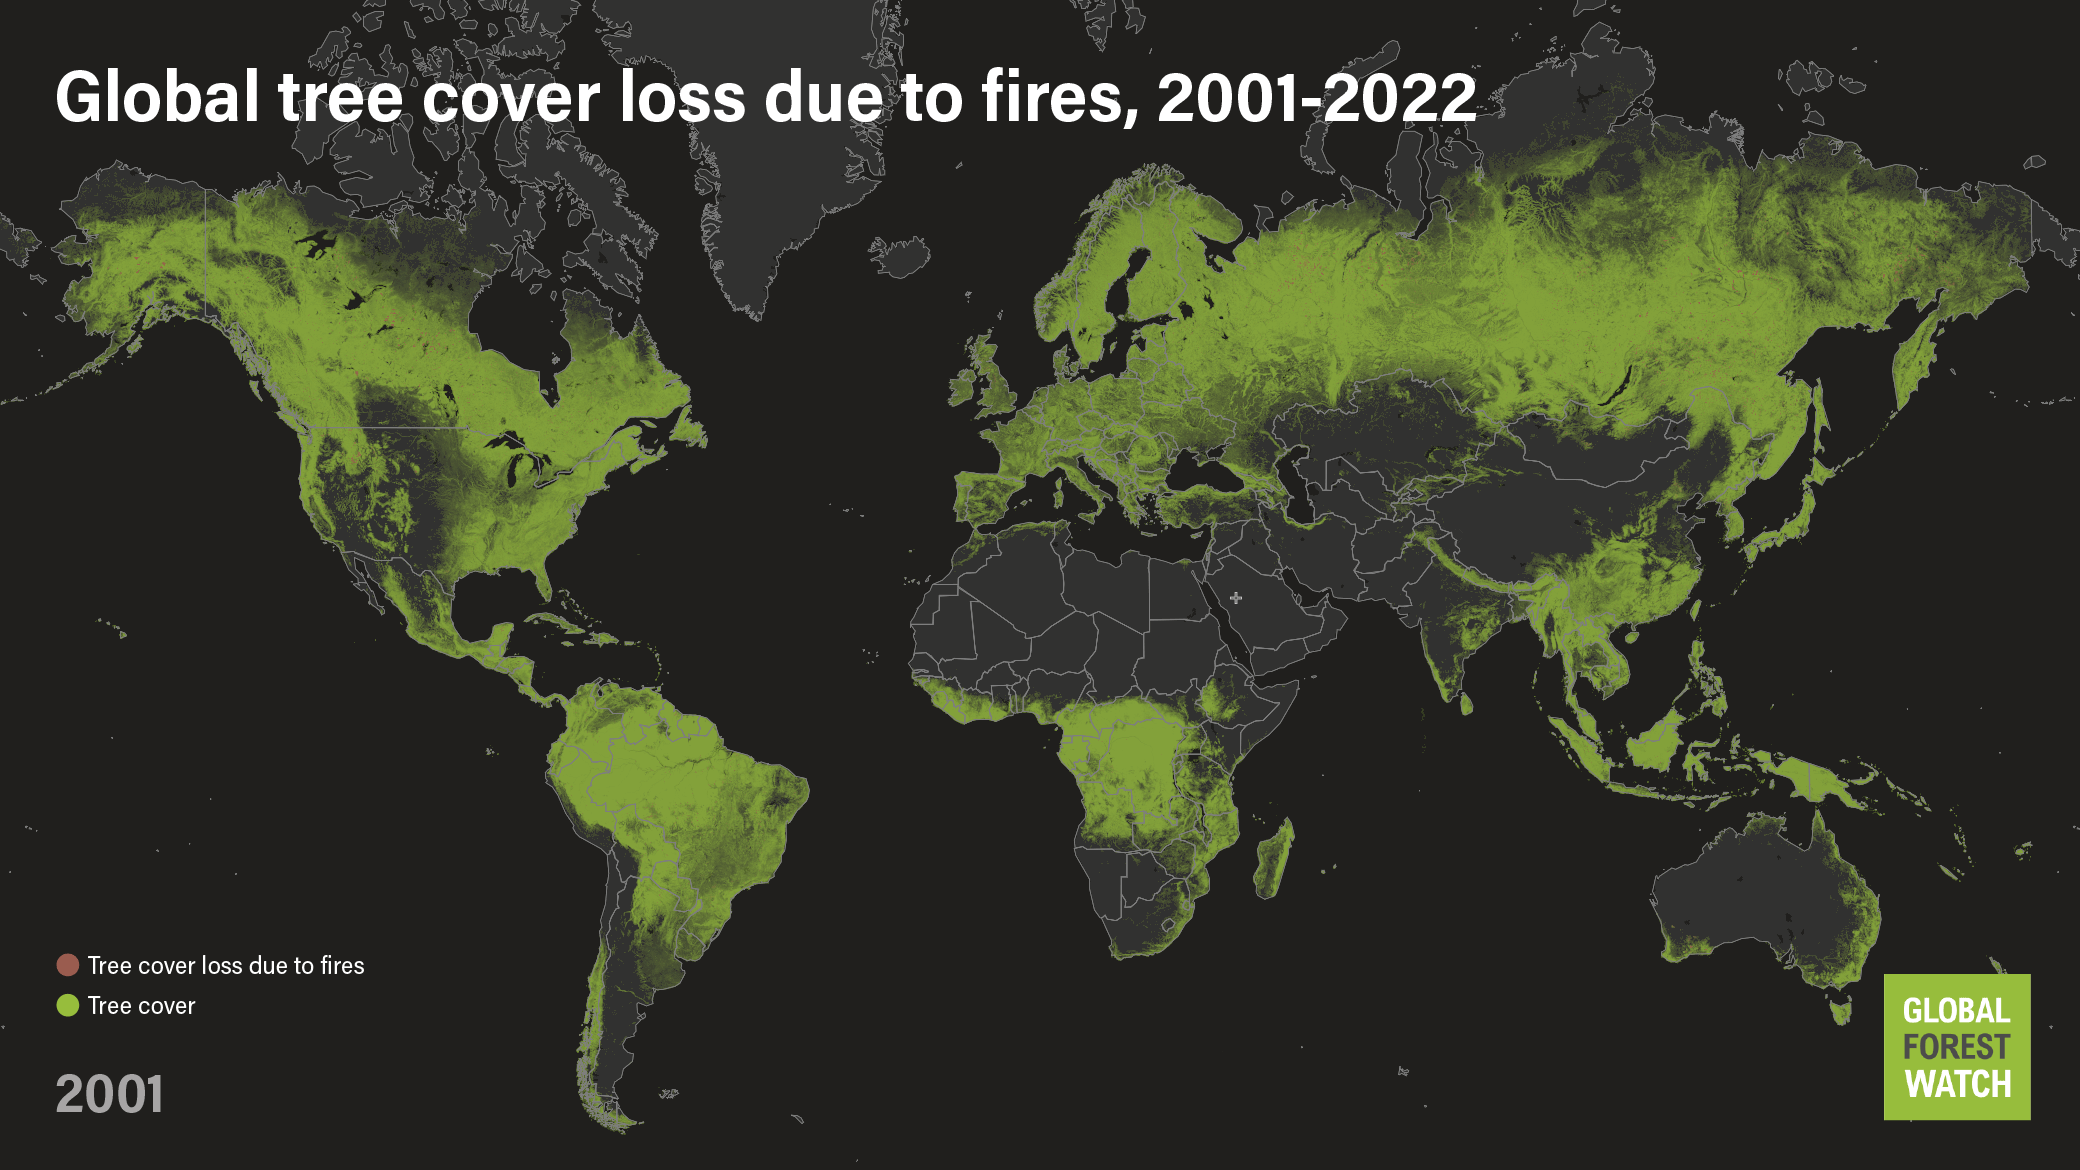 Global tree cover loss due to fires, 2001-2022
Tree cover loss due to fires
Tree cover
2001
GLOBAL
FOREST
WATCH